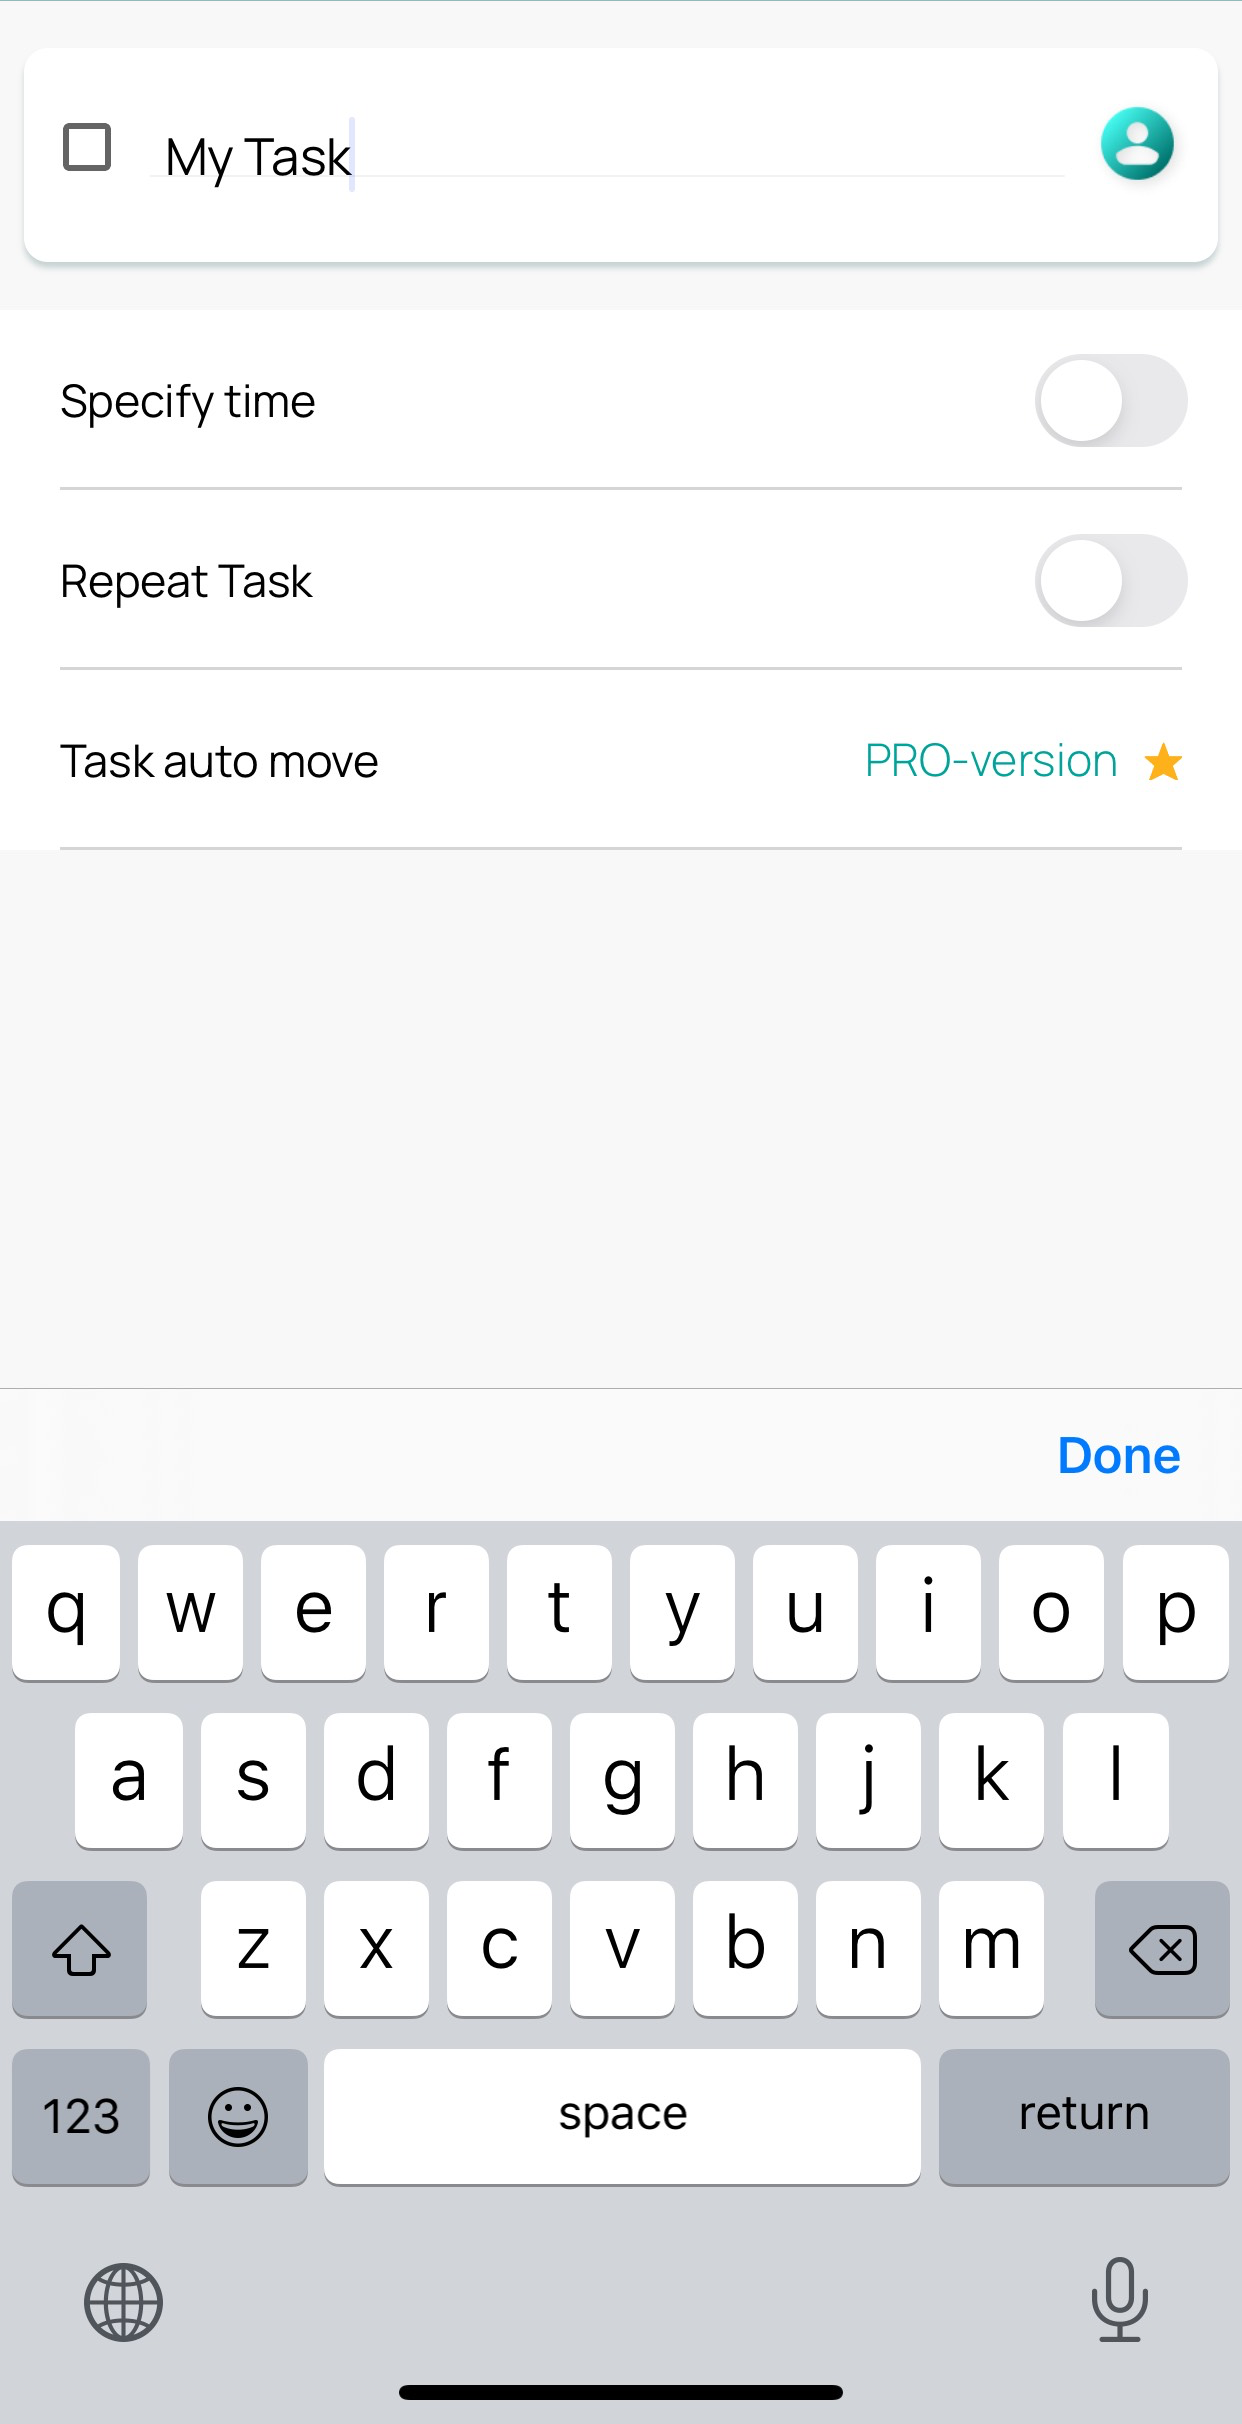 My Task
Specify time
Repeat Task
Task auto move PRO-version
Done
q w e r t y u i o p
a s d f g h j k l
z x c v b n m
123 space return